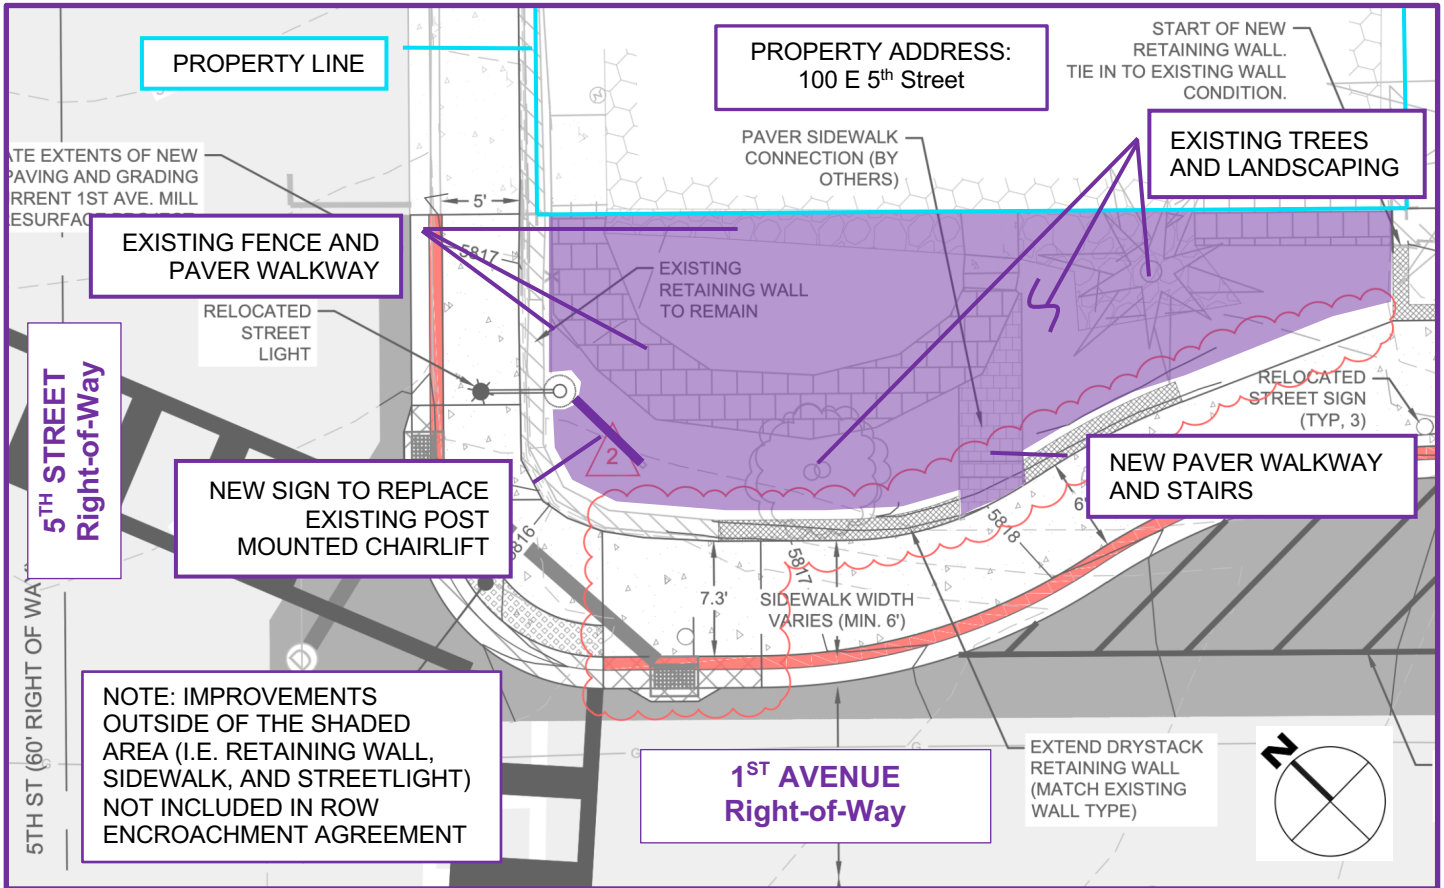 PROPERTY LINE
PROPERTY ADDRESS:
100 E 5th Street
START OF NEW
RETAINING WALL.
TIE IN TO EXISTING WALL
CONDITION.
EXISTING TREES
AND LANDSCAPING
PAVER SIDEWALK
CONNECTION (BY
OTHERS)
ATE EXTENTS OF NEW
PAVING AND GRADING
RRENT 1ST AVE. MILL
5'
EXISTING FENCE AND
PAVER WALKWAY
5817
EXISTING
RETAINING WALL
TO REMAIN
RELOCATED
STREET
LIGHT
5TH STREET
Right-of-Way
RELOCATED
STREET SIGN
(TYP, 3)
2
NEW SIGN TO REPLACE
EXISTING POST
MOUNTED CHAIRLIFT
NEW PAVER WALKWAY
AND STAIRS
6'
5816
5817
5818
7.3'
SIDEWALK WIDTH
VARIES (MIN. 6')
5TH ST (60' RIGHT OF WA
NOTE: IMPROVEMENTS
OUTSIDE OF THE SHADED
AREA (I.E. RETAINING WALL,
SIDEWALK, AND STREETLIGHT)
NOT INCLUDED IN ROW
ENCROACHMENT AGREEMENT
G
G
G
1ST AVENUE
Right-of-Way
EXTEND DRYSTACK
RETAINING WALL
(MATCH EXISTING
WALL TYPE)
N